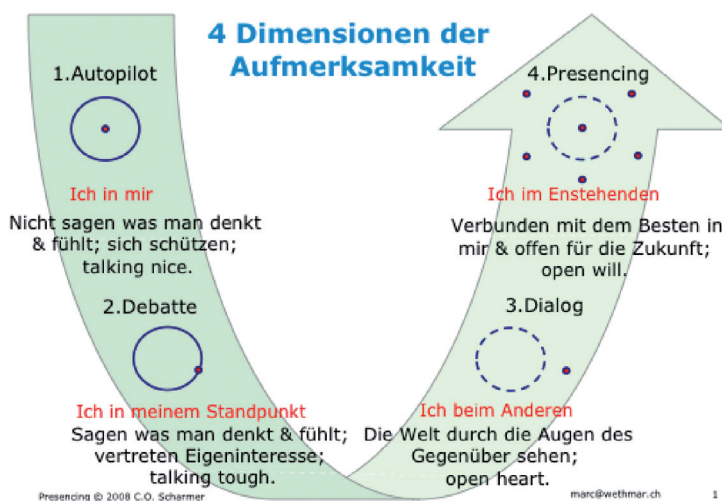 4 Dimensionen der
Aufmerksamkeit
1.Autopilot
Ich in mir
Nicht sagen was man denkt
& fühlt; sich schützen;
talking nice.
2.Debatte
Ich in meinem Standpunkt
Sagen was man denkt & fühlt;
vertreten Eigeninteresse;
talking tough.
3.Dialog
Ich beim Anderen
Die Welt durch die Augen des
Gegenüber sehen;
open heart.
4.Presencing
Ich im Enstehenden
Verbunden mit dem Besten in
mir & offen für die Zukunft;
open will.
Presencing © 2008 C.O. Scharmer
marc@wethmar.ch
1